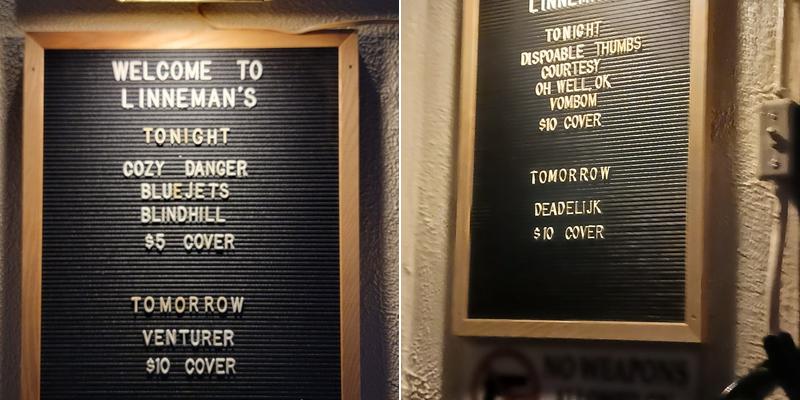 WELCOME TO
LINNEMAN'S
TONIGHT
COZY DANGER
BLUEJETS
BLINDHILL
$5 COVER
TOMORROW
VENTURER
$10 COVER
LINNEMAN'S
TONIGHT
DISPOABLE THUMBS
COURTESY
OH WELL, OK
VOMBOM
$10 COVER
TOMORROW
DEADELIJK
$10 COVER
NO WEAPONS